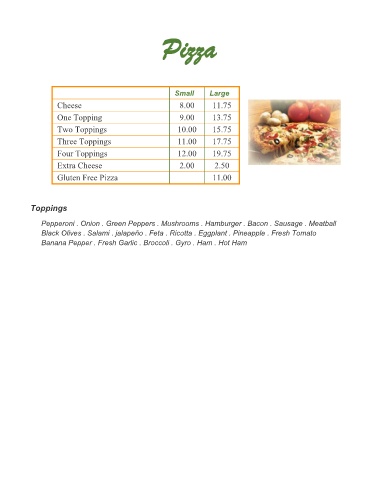 Pizza
Small Large
Cheese 8.00 11.75
One Topping 9.00 13.75
Two Toppings 10.00 15.75
Three Toppings 11.00 17.75
Four Toppings 12.00 19.75
Extra Cheese 2.00 2.50
Gluten Free Pizza 11.00
Toppings
Pepperoni . Onion . Green Peppers . Mushrooms . Hamburger . Bacon . Sausage . Meatball
Black Olives . Salami . jalapeño . Feta . Ricotta . Eggplant . Pineapple . Fresh Tomato
Banana Pepper . Fresh Garlic . Broccoli . Gyro . Ham . Hot Ham